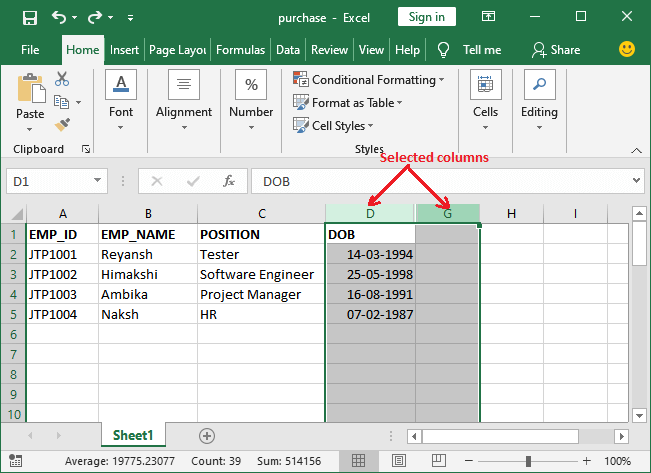 purchase - Excel
Sign in
File Home Insert Page Layou Formulas Data Review View Help Tell me Share
Paste
Clipboard
Font
Alignment
%
Number
Conditional Formatting
Format as Table
Cell Styles
Styles
Cells
Editing
Selected columns
D1 fx DOB
A B C D G H I
1 EMP_ID EMP_NAME POSITION DOB
2 JTP1001 Reyansh Tester 14-03-1994
3 JTP1002 Himakshi Software Engineer 25-05-1998
4 JTP1003 Ambika Project Manager 16-08-1991
5 JTP1004 Naksh HR 07-02-1987
6
7
8
9
10
Sheet1
Average: 19775.23077 Count: 39 Sum: 514156 100%